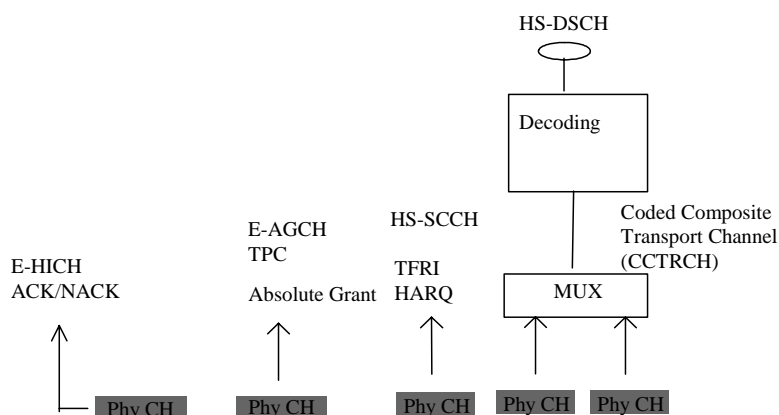 HS-DSCH
Decoding
Coded Composite
Transport Channel
(CCTRCH)
HS-SCCH
E-AGCH
TPC
E-HICH
ACK/NACK
TFRI
HARQ
Absolute Grant
MUX
Phy CH
Phy CH
Phy CH
Phy CH
Phy CH